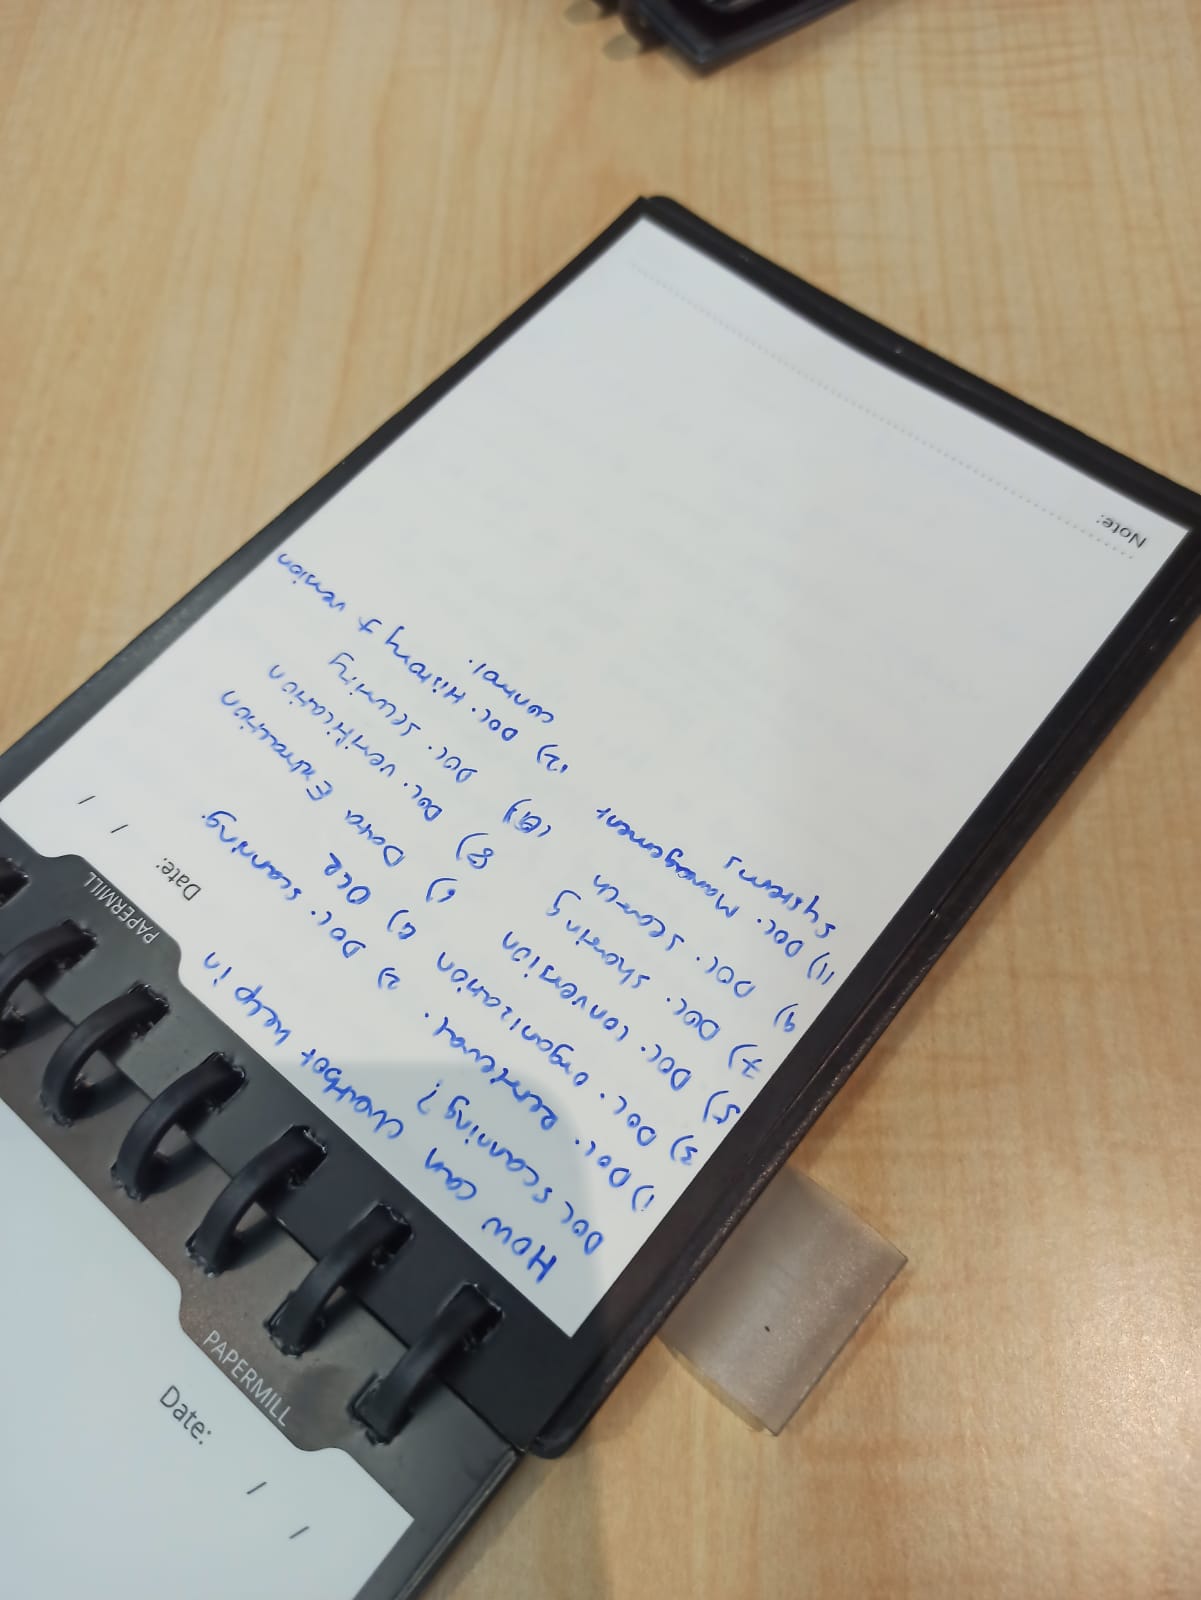 PAPERMILL
Date: / /
How can chatbot help in
Doc scanning?
1) Doc. Retrieval. 2) Doc. scanning.
3) Doc. organization 4) OCR
5) Doc. conversion 6) Data Extraction
7) Doc. sharing 8) Doc. verification
9) Doc. search 10) Doc. security
11) Doc. Management 12) Doc. History & version
systems control.
Note:
PAPERMILL
Date: / /